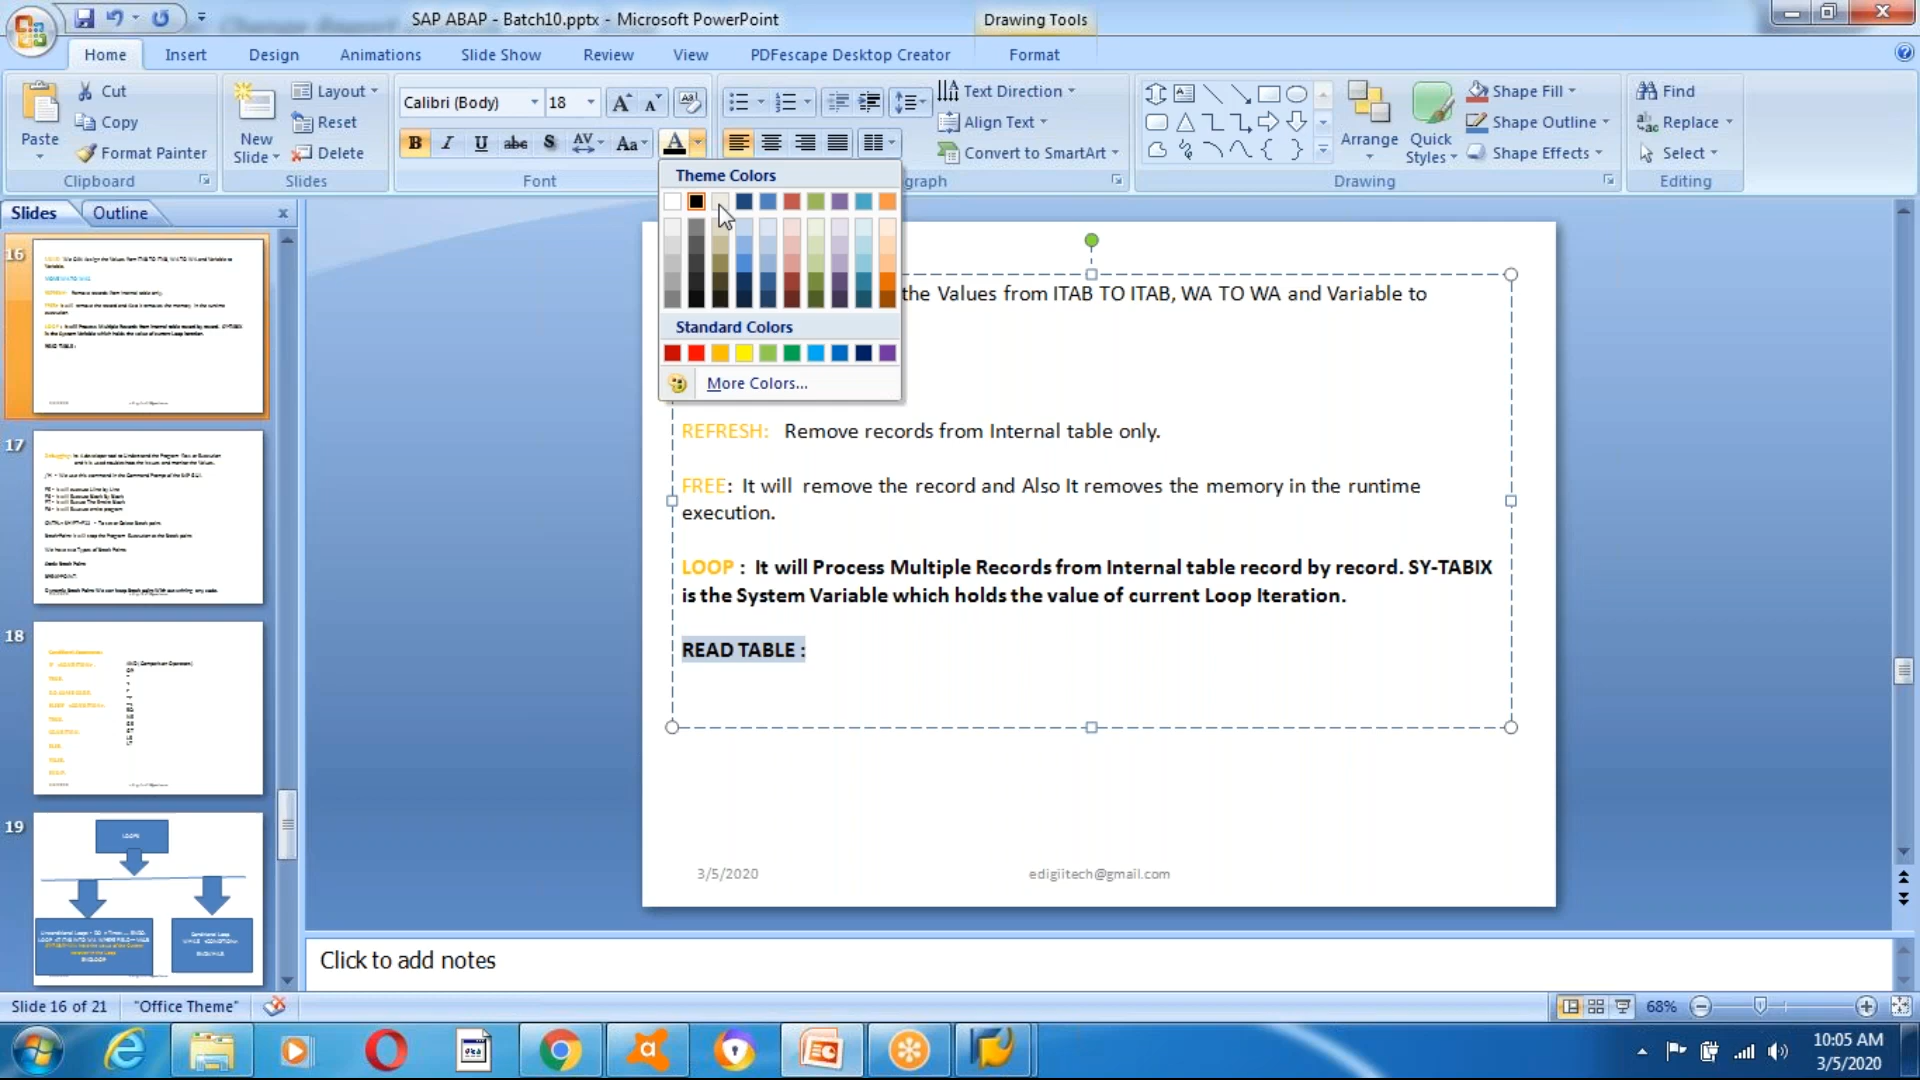 SAP ABAP - Batch10.pptx - Microsoft PowerPoint
Drawing Tools
Home Insert Design Animations Slide Show Review View PDFescape Desktop Creator Format
Paste
Cut
Copy
Format Painter
Clipboard
New Slide
Layout
Reset
Delete
Slides
Calibri (Body) 18
B I U abc S AV Aa A
Font
Text Direction
Align Text
Convert to SmartArt
graph
Arrange
Quick Styles
Shape Fill
Shape Outline
Shape Effects
Drawing
Find
Replace
Select
Editing
Theme Colors
Standard Colors
More Colors...
Slides Outline
16
17
18
19
the Values from ITAB TO ITAB, WA TO WA and Variable to
REFRESH: Remove records from Internal table only.
FREE: It will remove the record and Also It removes the memory in the runtime
execution.
LOOP : It will Process Multiple Records from Internal table record by record. SY-TABIX
is the System Variable which holds the value of current Loop Iteration.
READ TABLE :
3/5/2020
edigiitech@gmail.com
Click to add notes
Slide 16 of 21 "Office Theme" 68%
10:05 AM
3/5/2020